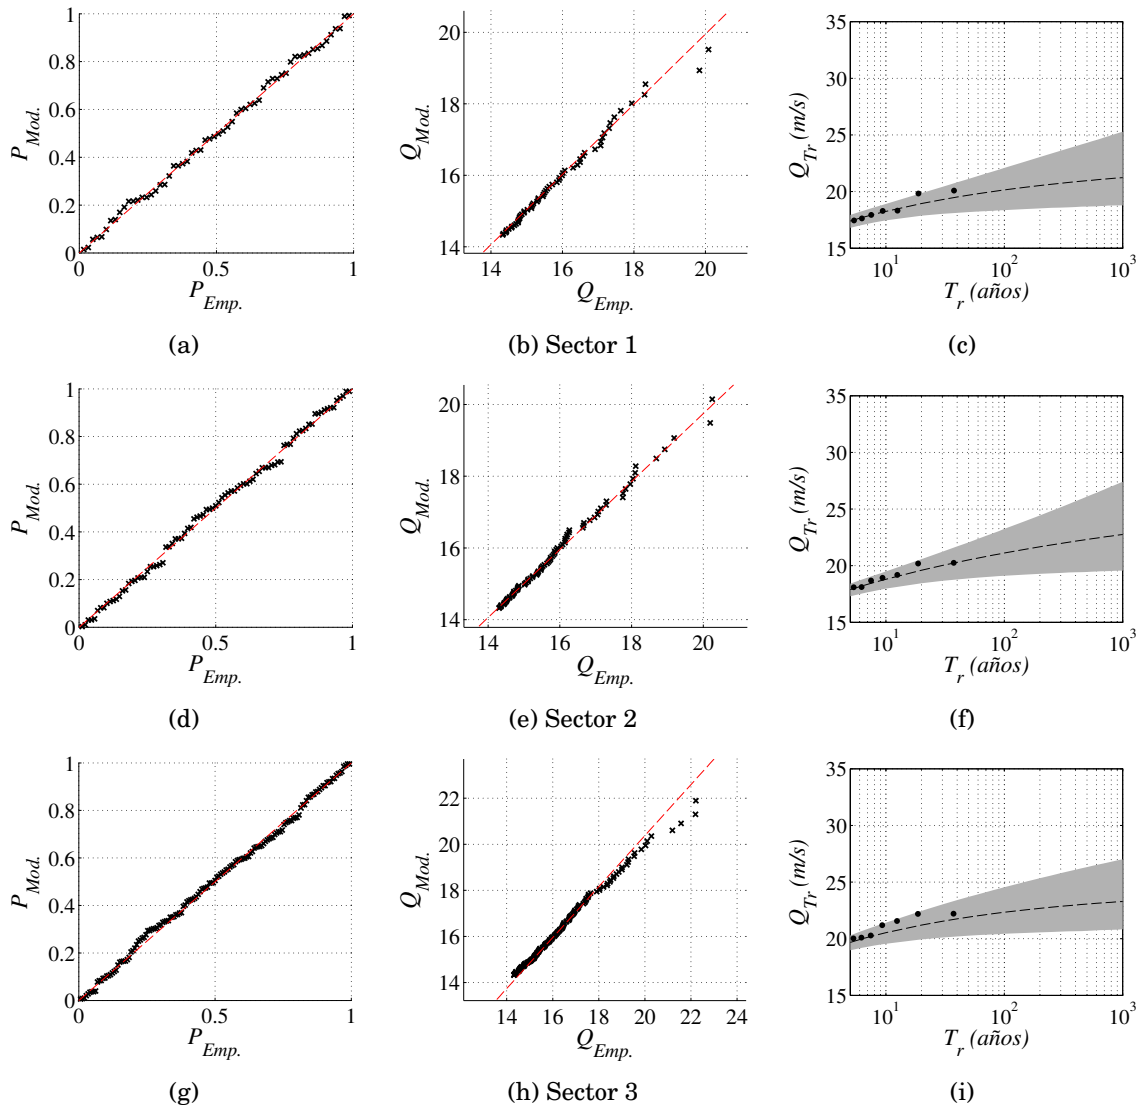 1
0.8
0.6
0.4
0.2
0
0
0.5
1
P_Mod.
P_Emp.
(a)
20
18
16
14
14
16
18
20
Q_Mod.
Q_Emp.
(b) Sector 1
35
30
25
20
15
10^1
10^2
10^3
Q_Tr (m/s)
T_r (años)
(c)
1
0.8
0.6
0.4
0.2
0
0
0.5
1
P_Mod.
P_Emp.
(d)
20
18
16
14
14
16
18
20
Q_Mod.
Q_Emp.
(e) Sector 2
35
30
25
20
15
10^1
10^2
10^3
Q_Tr (m/s)
T_r (años)
(f)
1
0.8
0.6
0.4
0.2
0
0
0.5
1
P_Mod.
P_Emp.
(g)
22
20
18
16
14
14
16
18
20
22
24
Q_Mod.
Q_Emp.
(h) Sector 3
35
30
25
20
15
10^1
10^2
10^3
Q_Tr (m/s)
T_r (años)
(i)